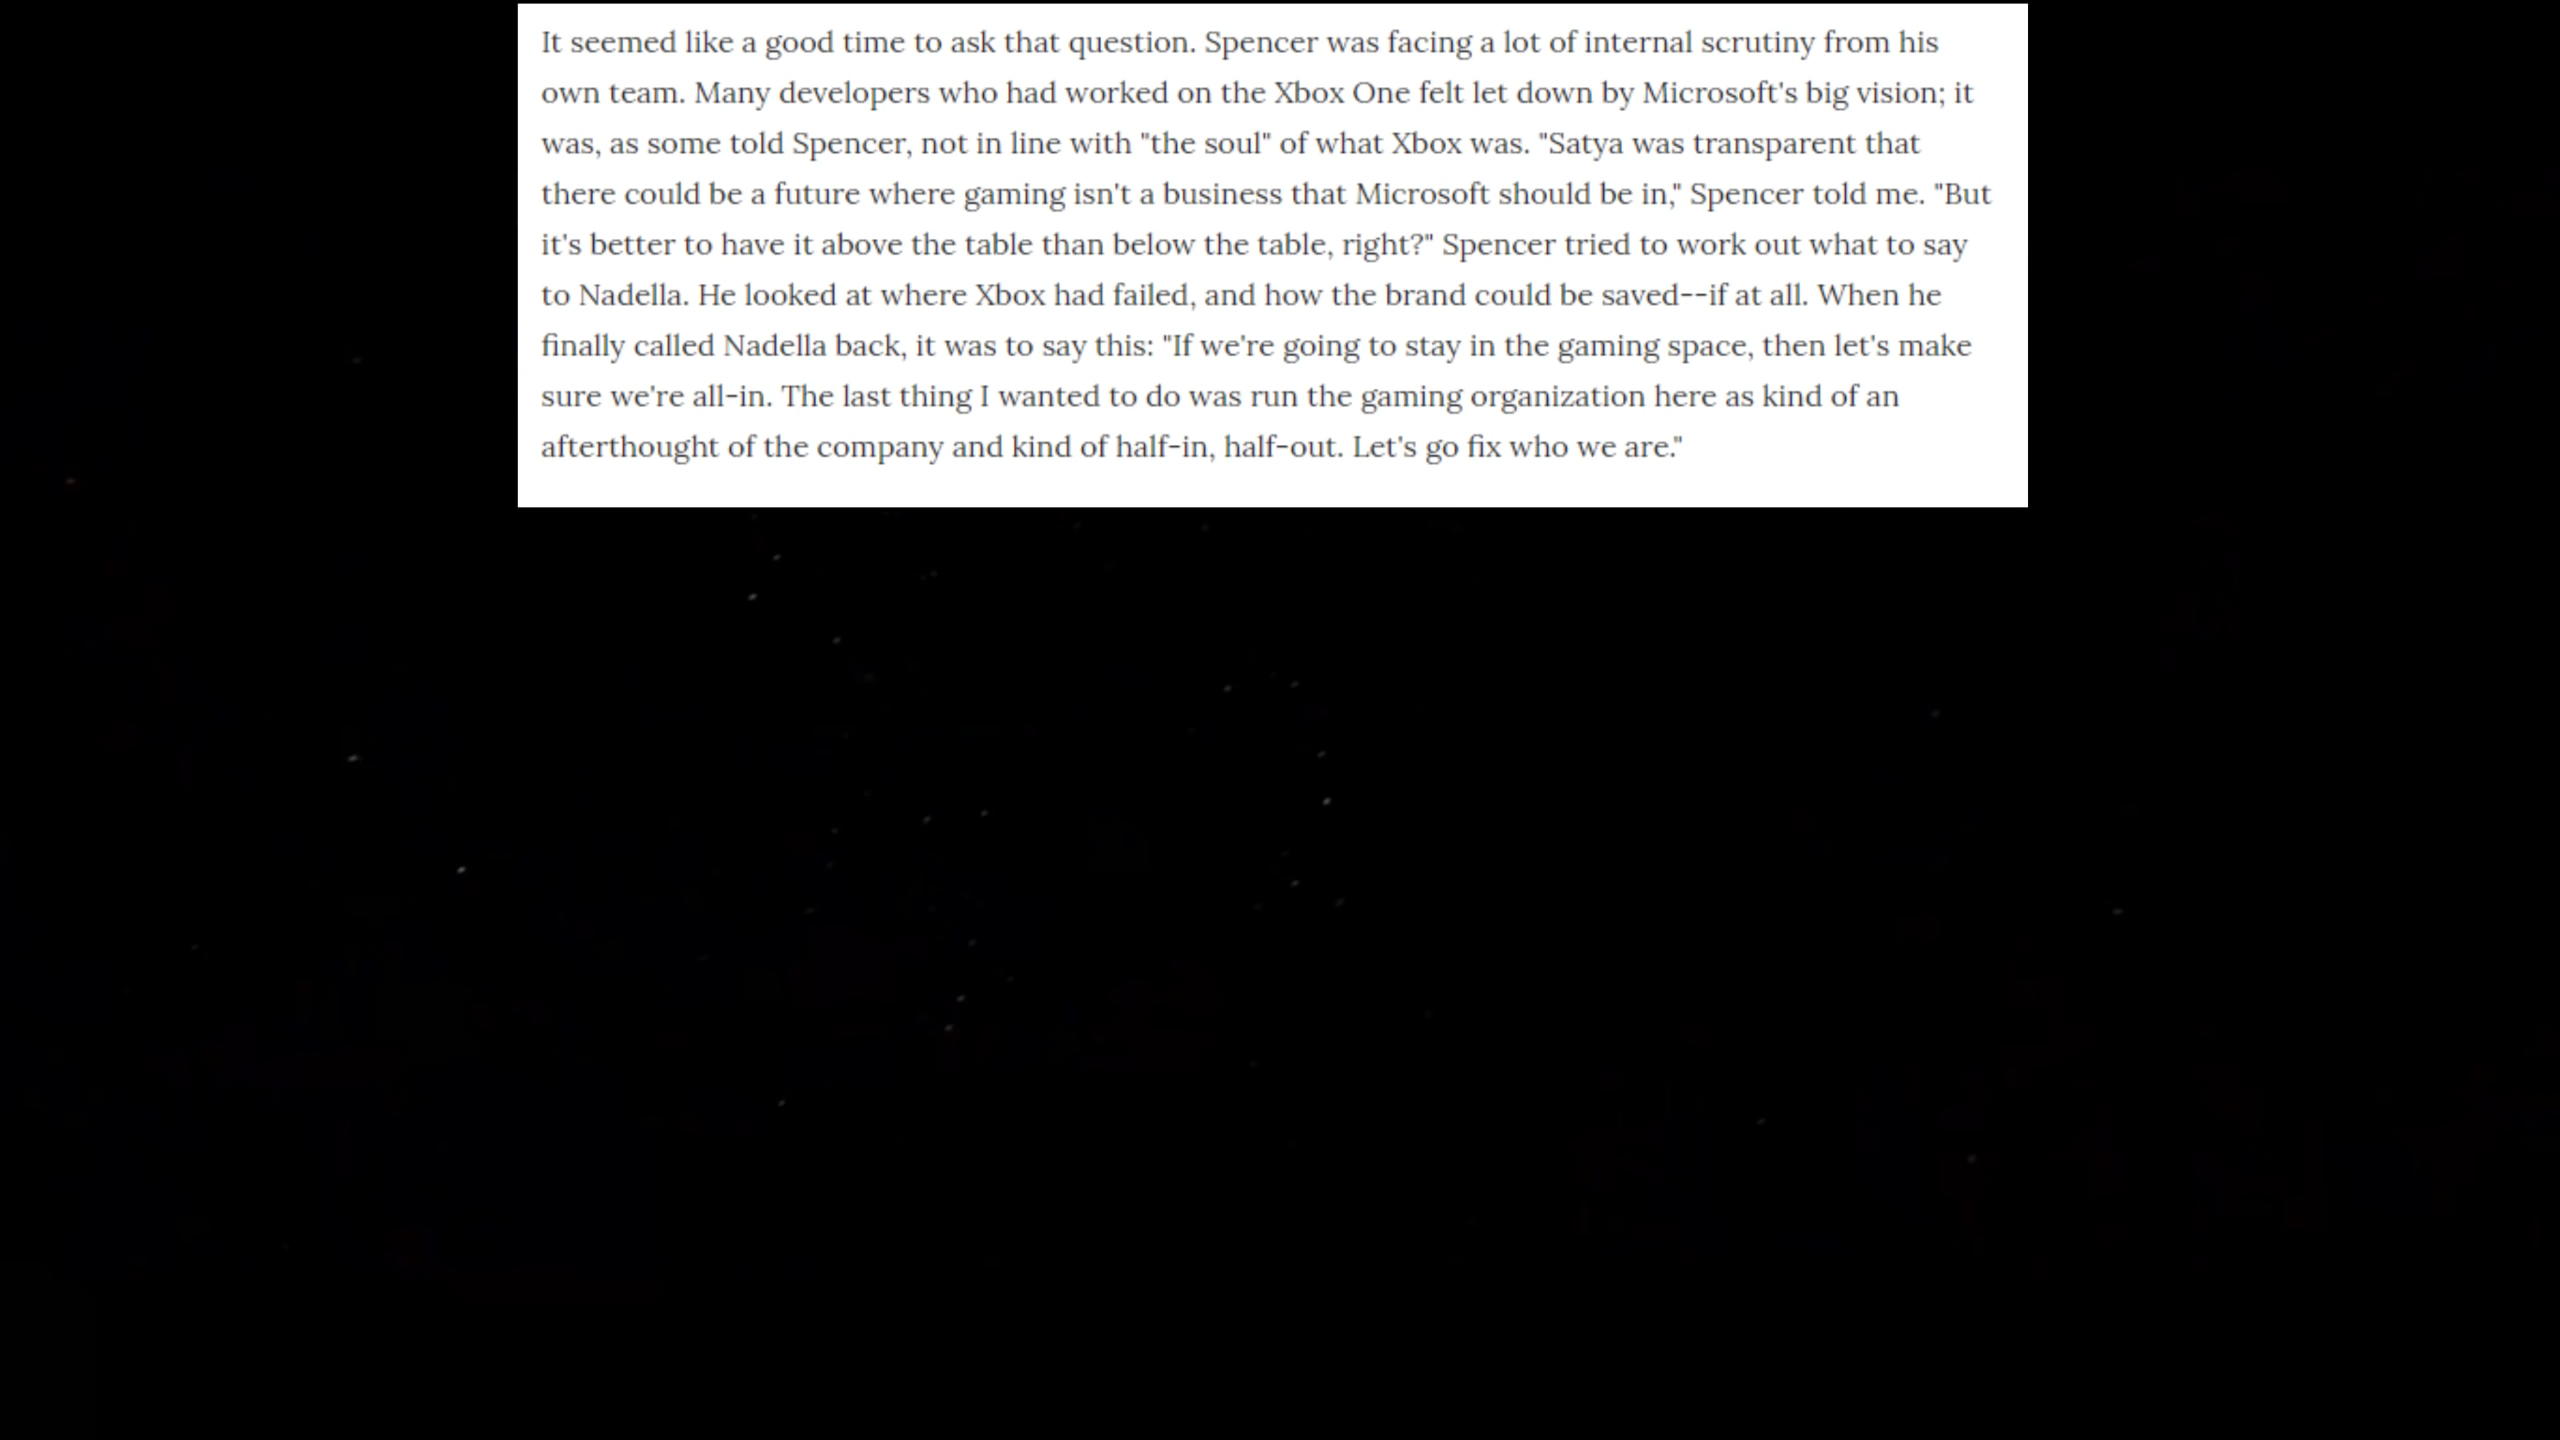 It seemed like a good time to ask that question. Spencer was facing a lot of internal scrutiny from his
own team. Many developers who had worked on the Xbox One felt let down by Microsoft's big vision; it
was, as some told Spencer, not in line with "the soul" of what Xbox was. "Satya was transparent that
there could be a future where gaming isn't a business that Microsoft should be in," Spencer told me. "But
it's better to have it above the table than below the table, right?" Spencer tried to work out what to say
to Nadella. He looked at where Xbox had failed, and how the brand could be saved--if at all. When he
finally called Nadella back, it was to say this: "If we're going to stay in the gaming space, then let's make
sure we're all-in. The last thing I wanted to do was run the gaming organization here as kind of an
afterthought of the company and kind of half-in, half-out. Let's go fix who we are."